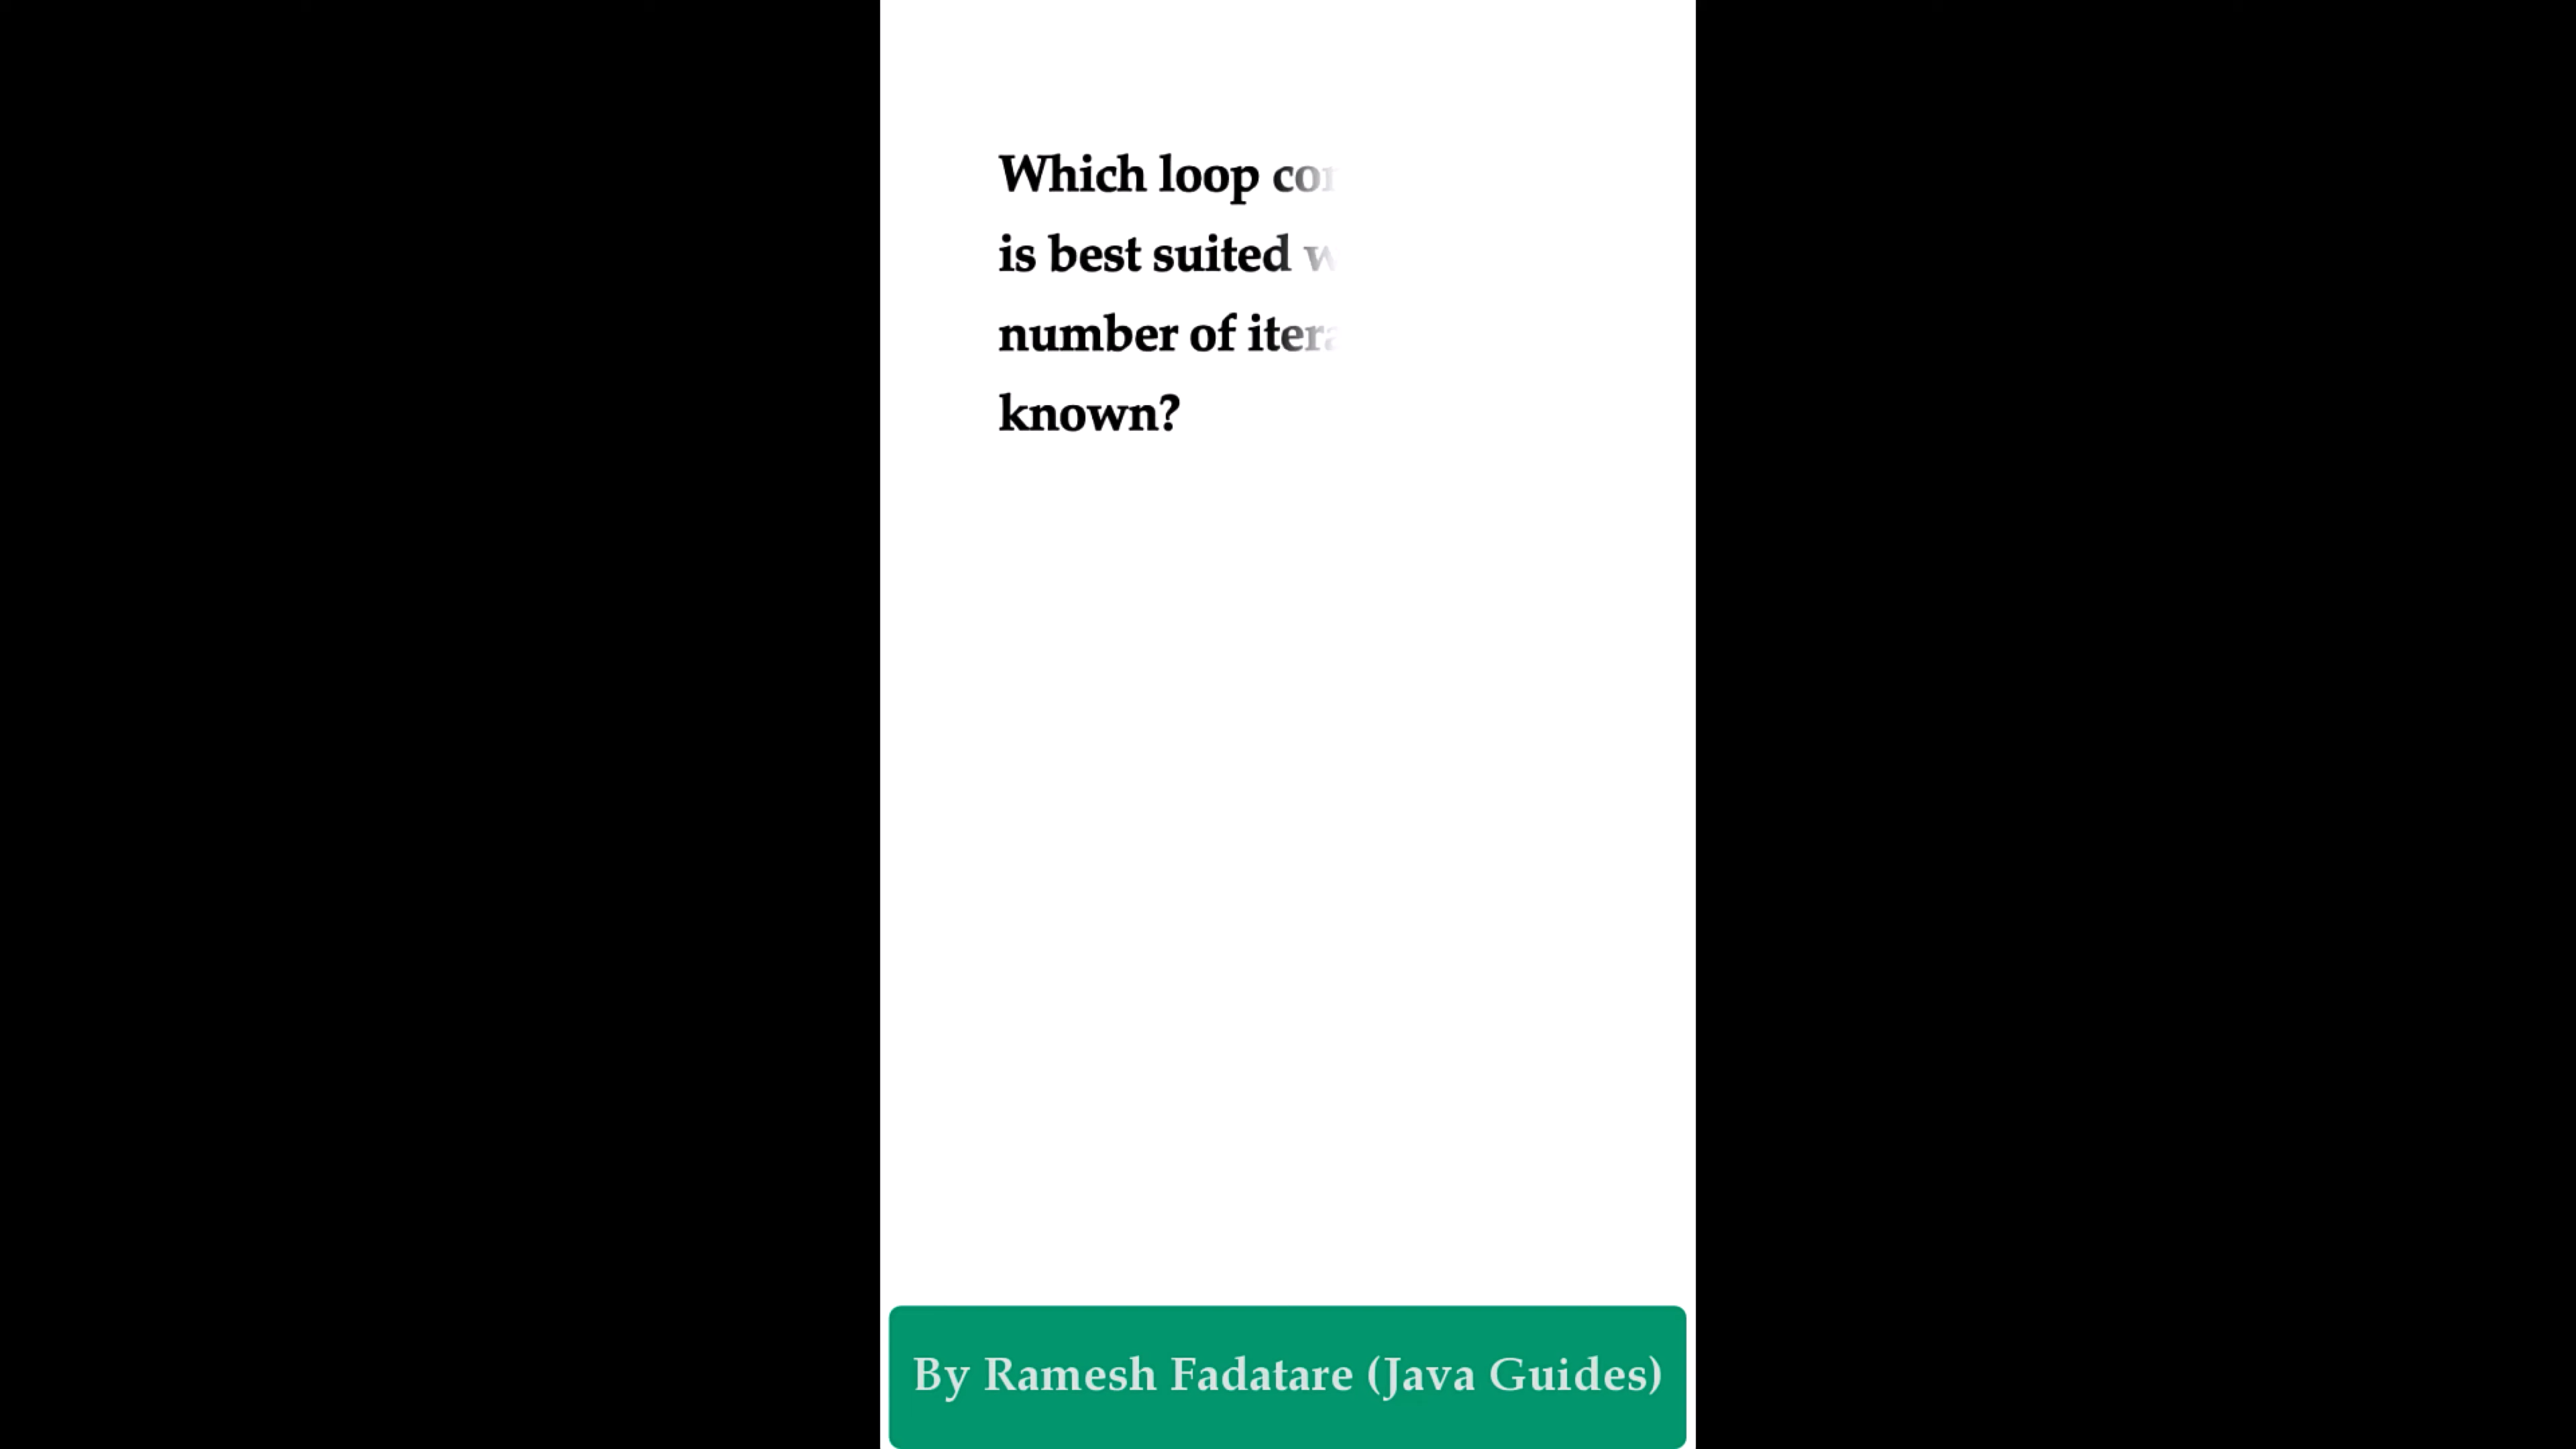 Which loop
is best suited
number of
known?
By Ramesh Fadatare (Java Guides)